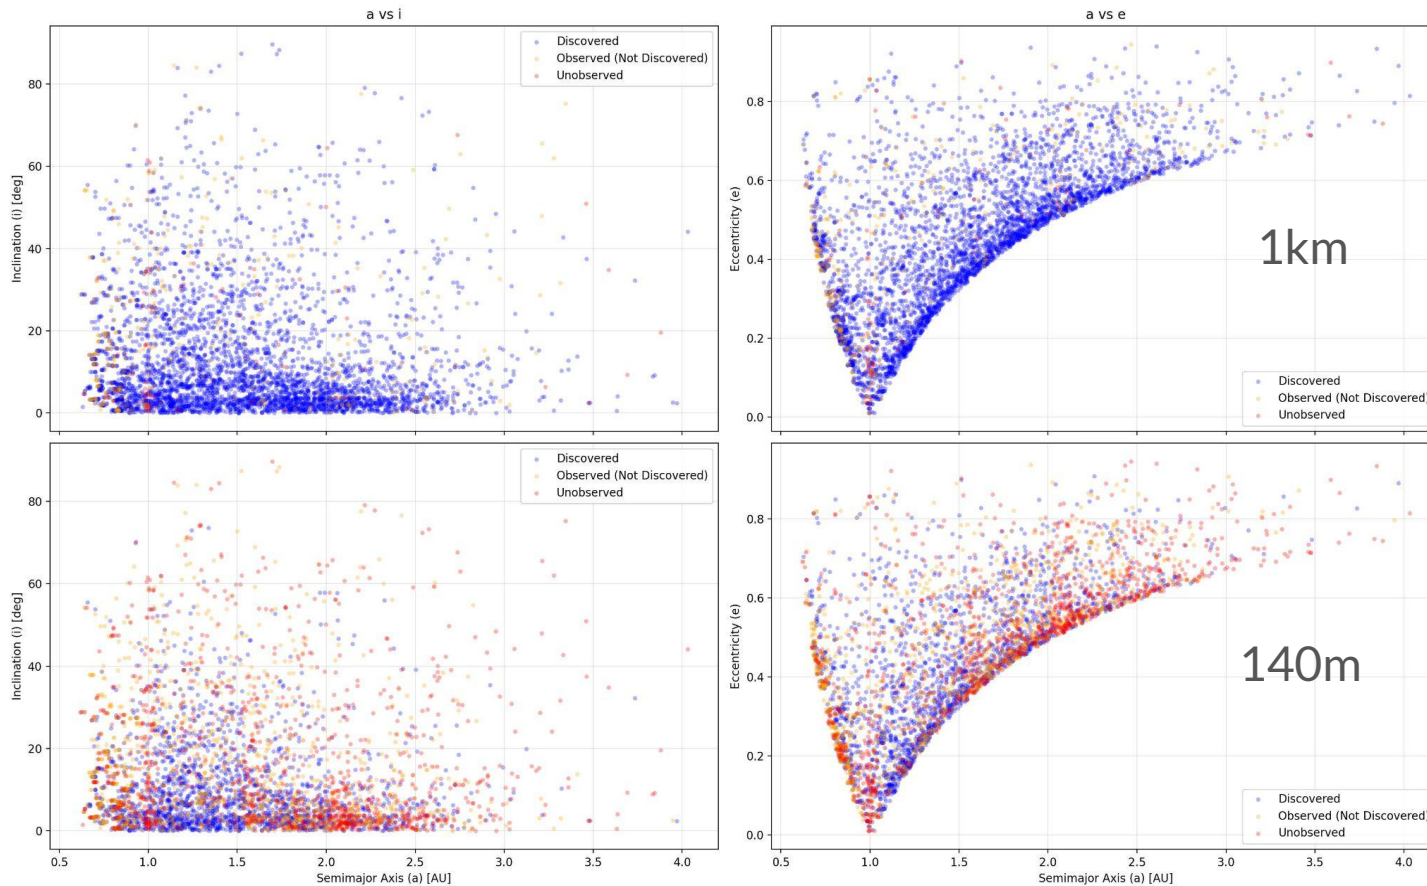 a vs i
Discovered
Observed (Not Discovered)
Unobserved
80
60
40
20
0
Inclination (i) [deg]
a vs e
0.8
0.6
0.4
0.2
0.0
Eccentricity (e)
1km
Discovered
Observed (Not Discovered)
Unobserved
Discovered
Observed (Not Discovered)
Unobserved
80
60
40
20
0
Inclination (i) [deg]
0.5 1.0 1.5 2.0 2.5 3.0 3.5 4.0
Semimajor Axis (a) [AU]
0.8
0.6
0.4
0.2
0.0
Eccentricity (e)
140m
Discovered
Observed (Not Discovered)
Unobserved
0.5 1.0 1.5 2.0 2.5 3.0 3.5 4.0
Semimajor Axis (a) [AU]